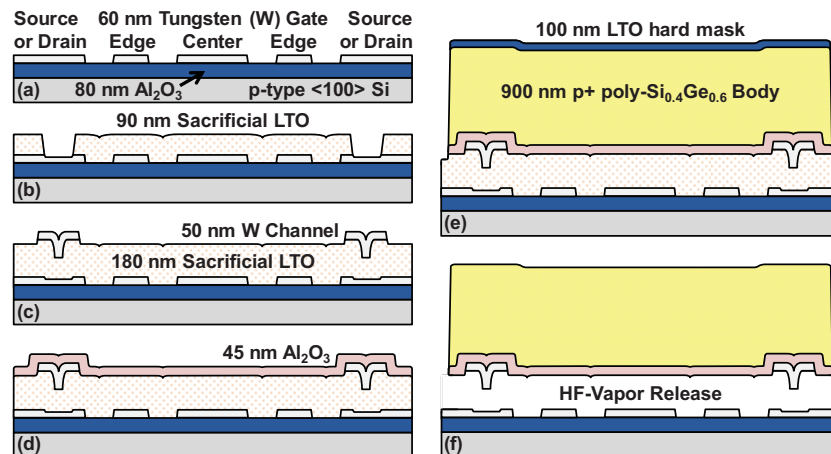 Source 60 nm Tungsten (W) Gate Source
or Drain Edge Center Edge or Drain
80 nm Al₂O₃ p-type <100> Si
(a)
90 nm Sacrificial LTO
(b)
50 nm W Channel
180 nm Sacrificial LTO
(c)
45 nm Al₂O₃
(d)
100 nm LTO hard mask
900 nm p+ poly-Si₀.₄Ge₀.₆ Body
(e)
HF-Vapor Release
(f)